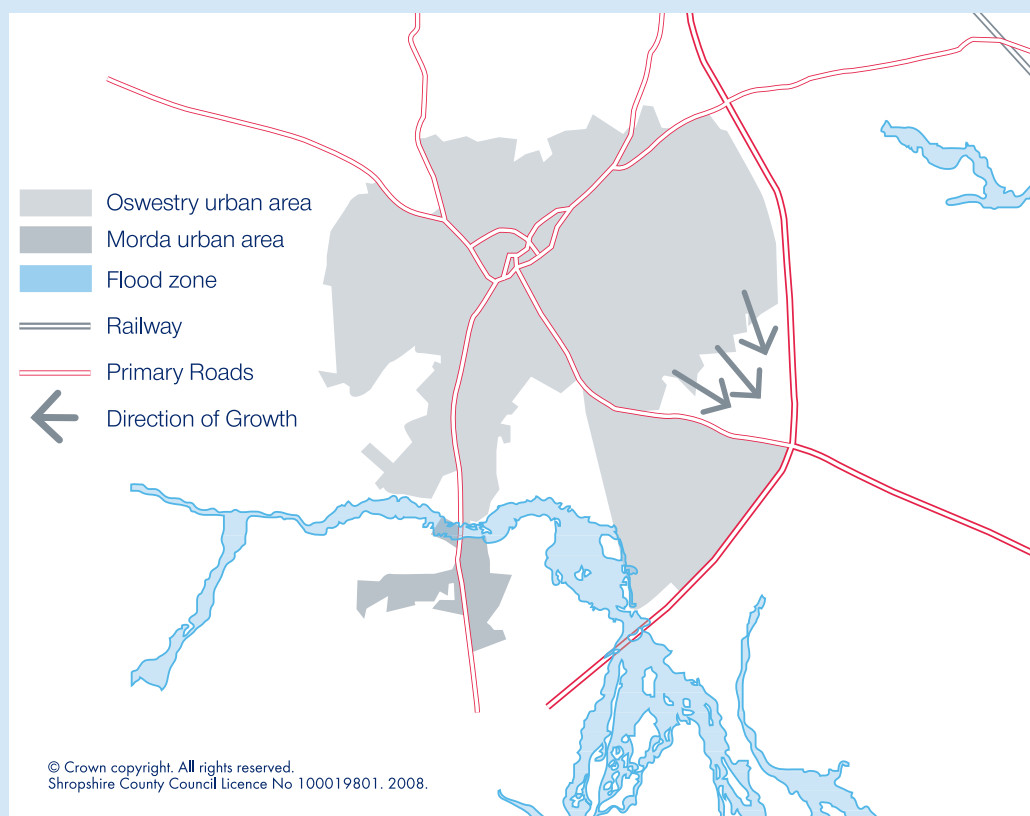 Oswestry urban area
Morda urban area
Flood zone
Railway
Primary Roads
Direction of Growth
© Crown copyright. All rights reserved.
Shropshire County Council Licence No 100019801. 2008.